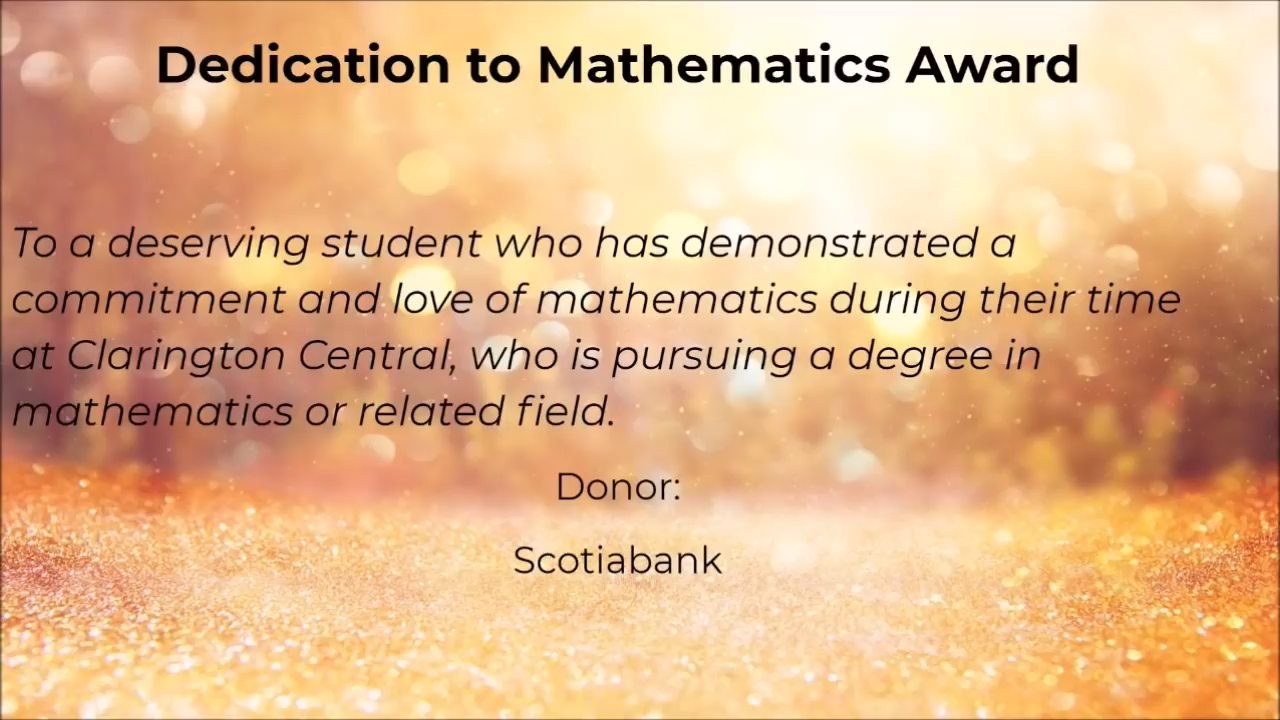 Dedication to Mathematics Award
To a deserving student who has demonstrated a
commitment and love of mathematics during their time
at Clarington Central, who is pursuing a degree in
mathematics or related field.
Donor:
Scotiabank